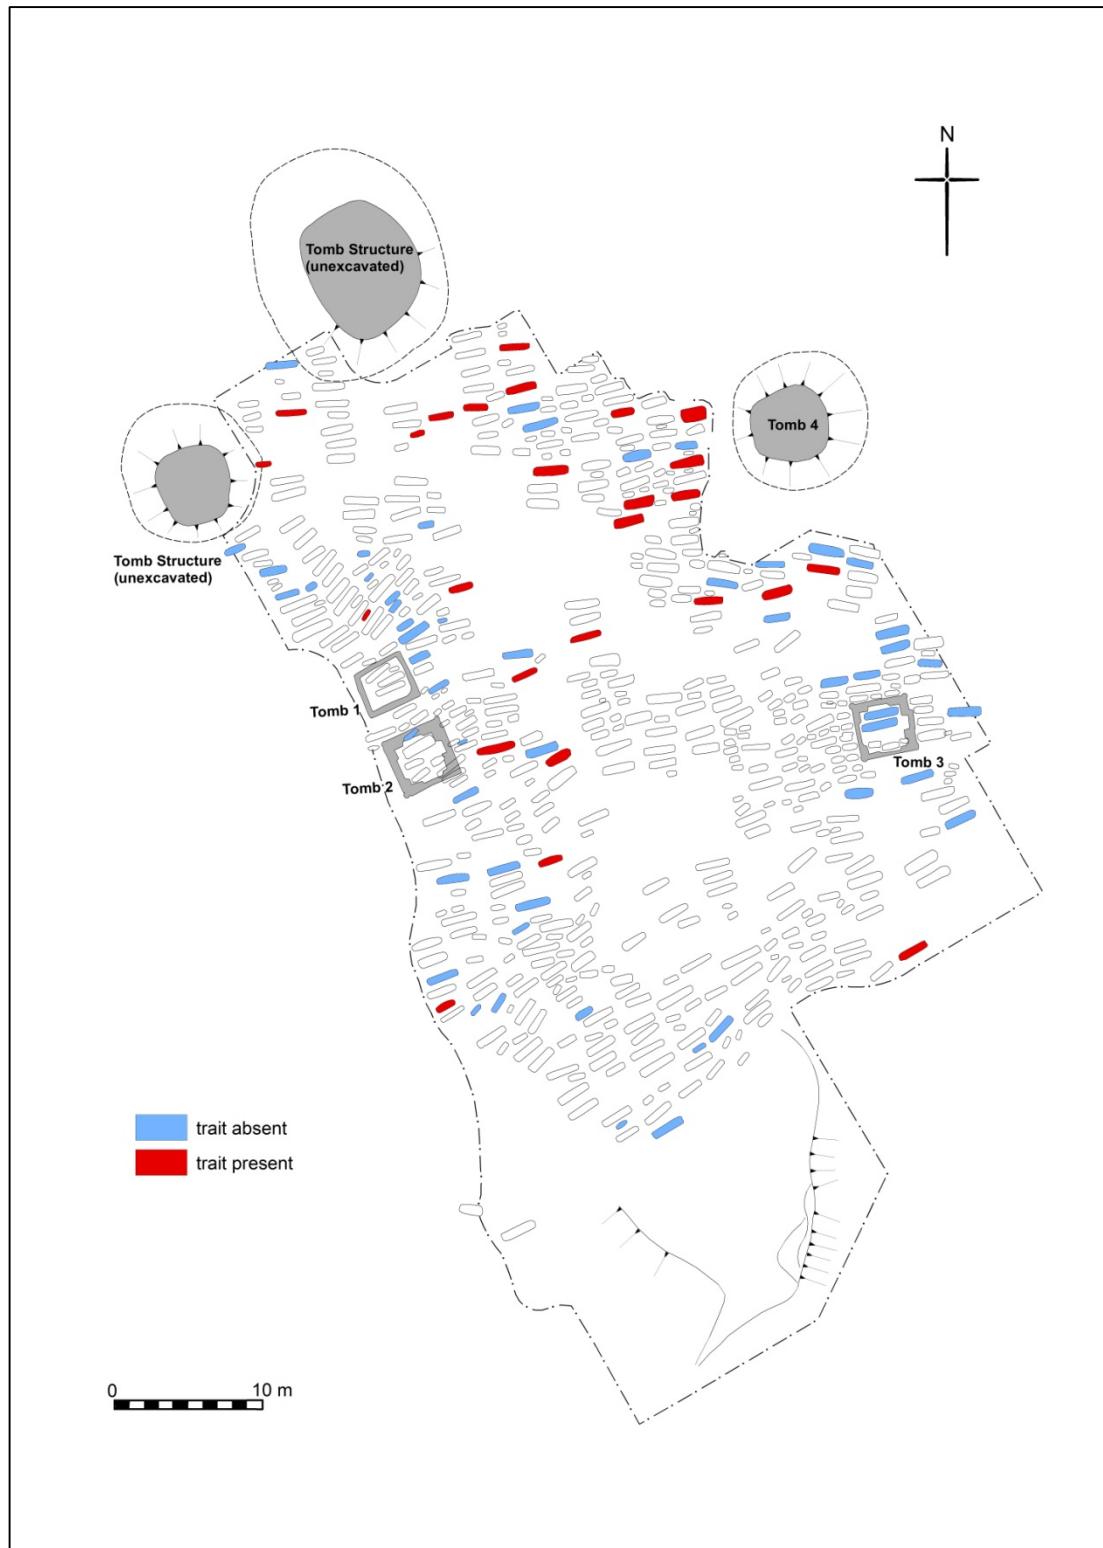 N
Tomb Structure
(unexcavated)
Tomb 4
Tomb Structure
(unexcavated)
Tomb 1
Tomb 2
Tomb 3
trait absent
trait present
0 10 m